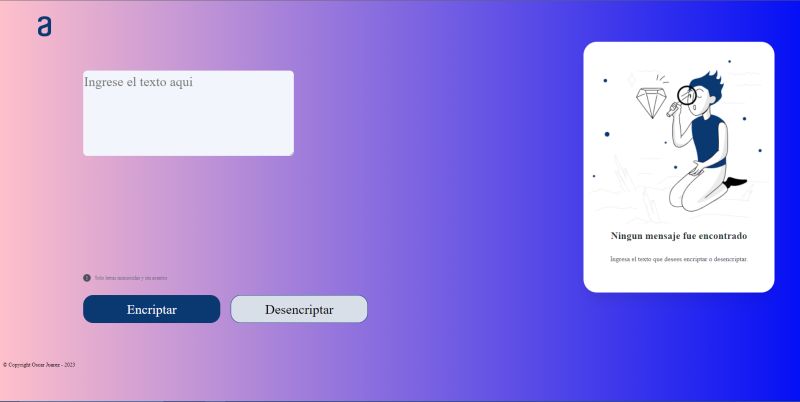 a
Ingrese el texto aqui
Ningun mensaje fue encontrado
Ingresa el texto que desees encriptar o desencriptar.
Solo letras minusculas y sin acentos
Encriptar
Desencriptar
© Copyright Oscar Juarez - 2023